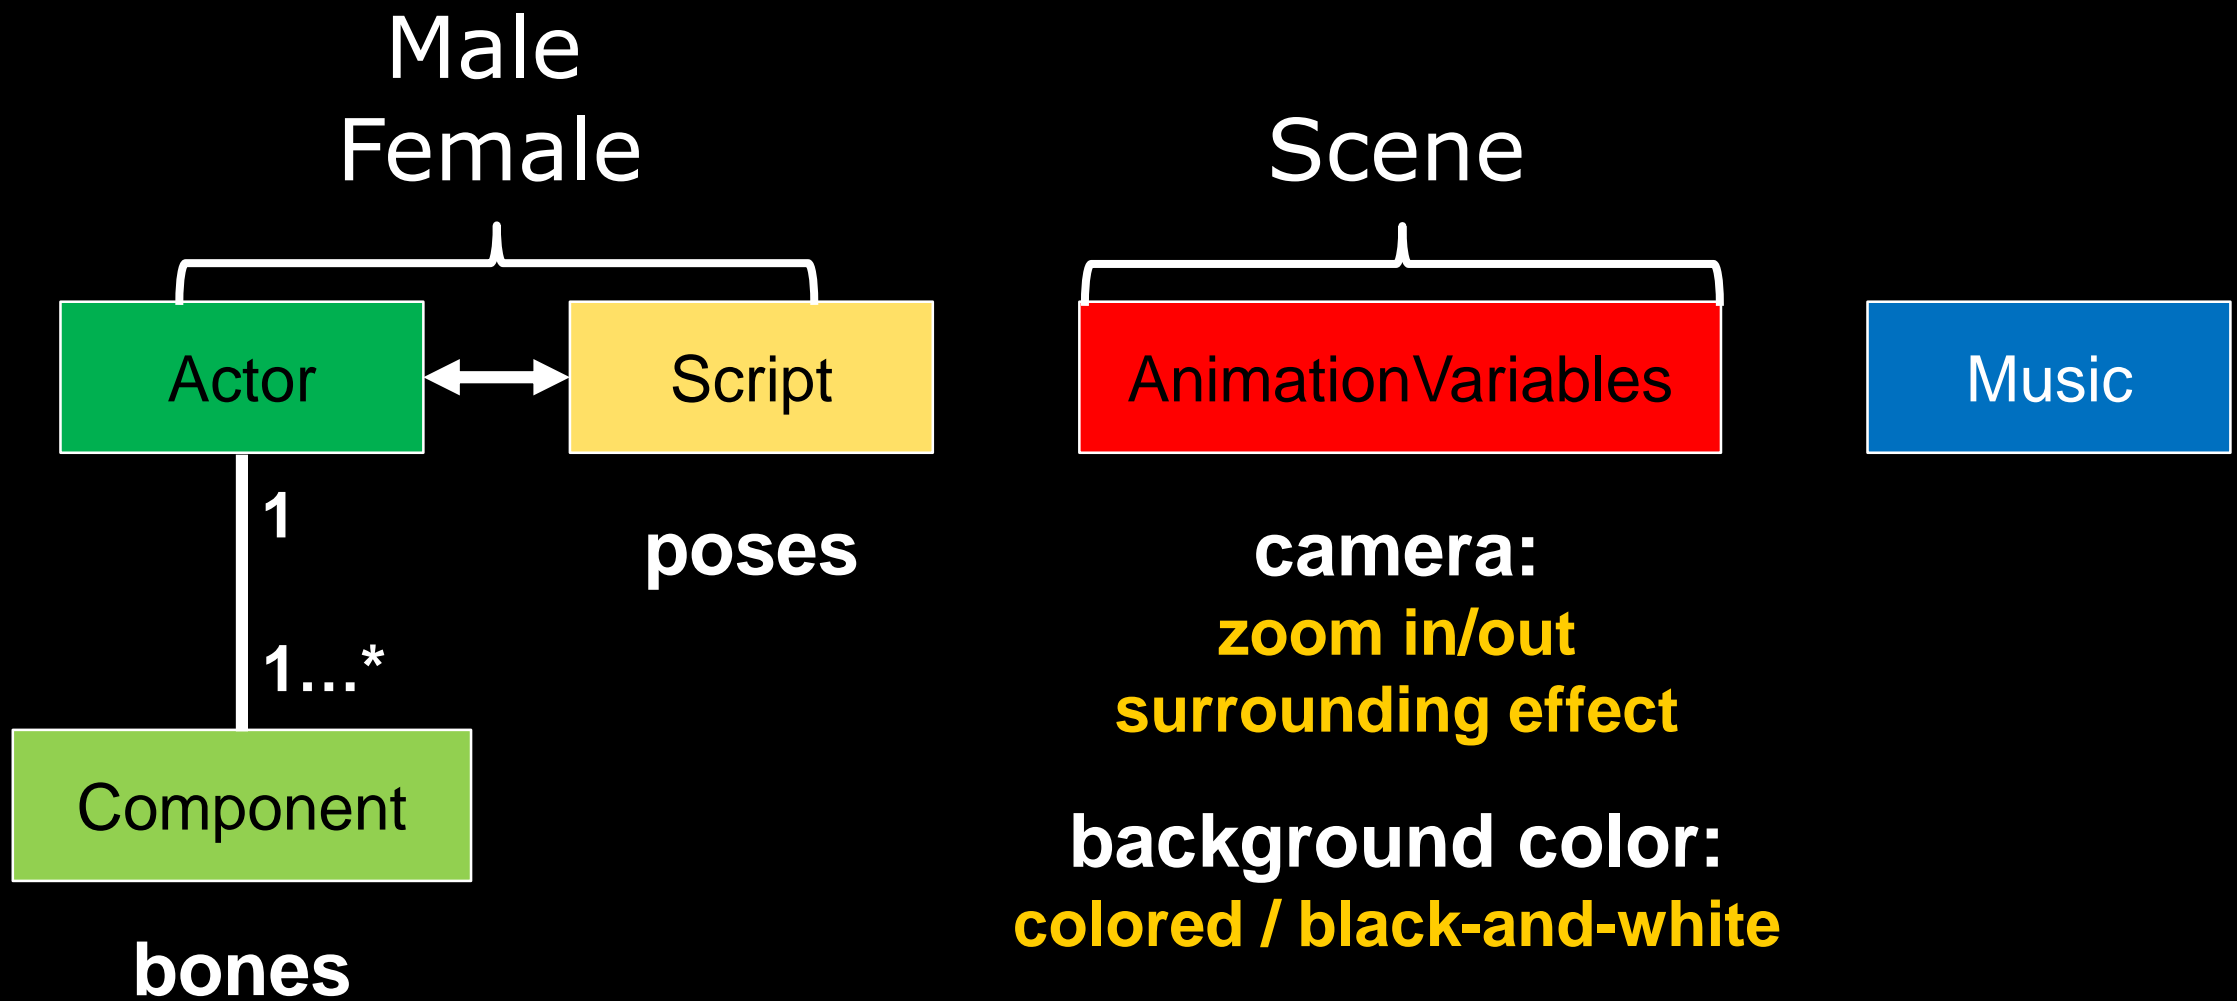 Male
Female
Scene
Actor
Script
AnimationVariables
Music
1
1...*
poses
camera:
zoom in/out
surrounding effect
Component
background color:
colored / black-and-white
bones